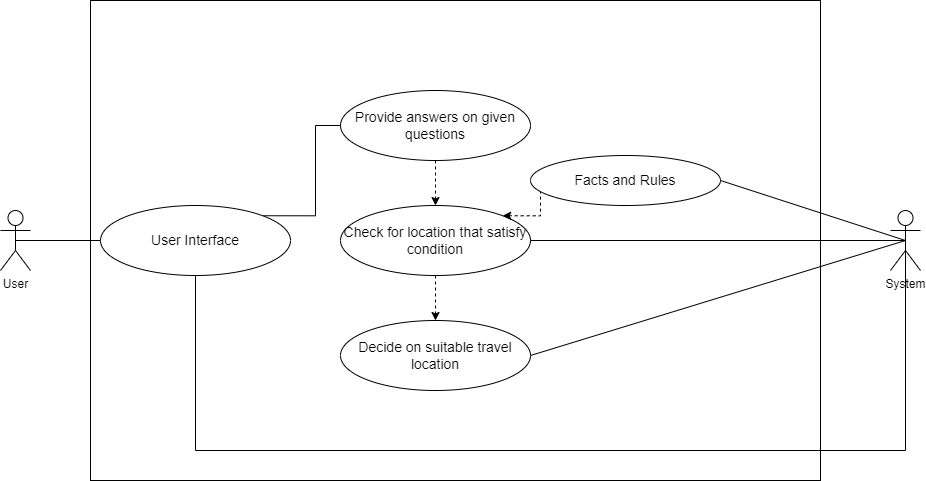 Provide answers on given
questions
Facts and Rules
User Interface
Check for location that satisfy
condition
User
System
Decide on suitable travel
location